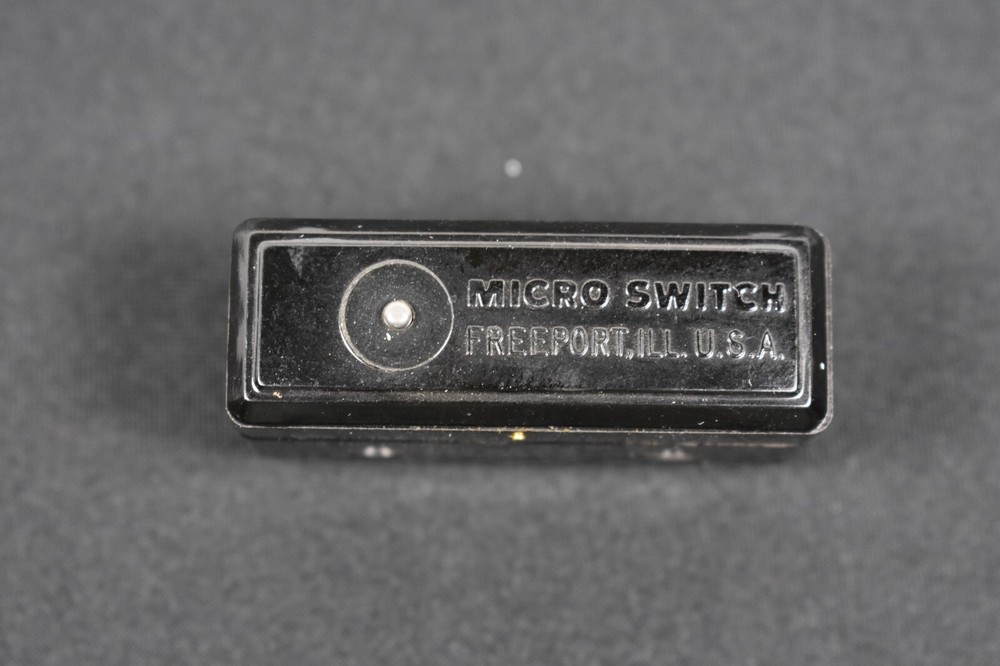 MICRO SWITCH
FREEPORT, ILL. U.S.A.